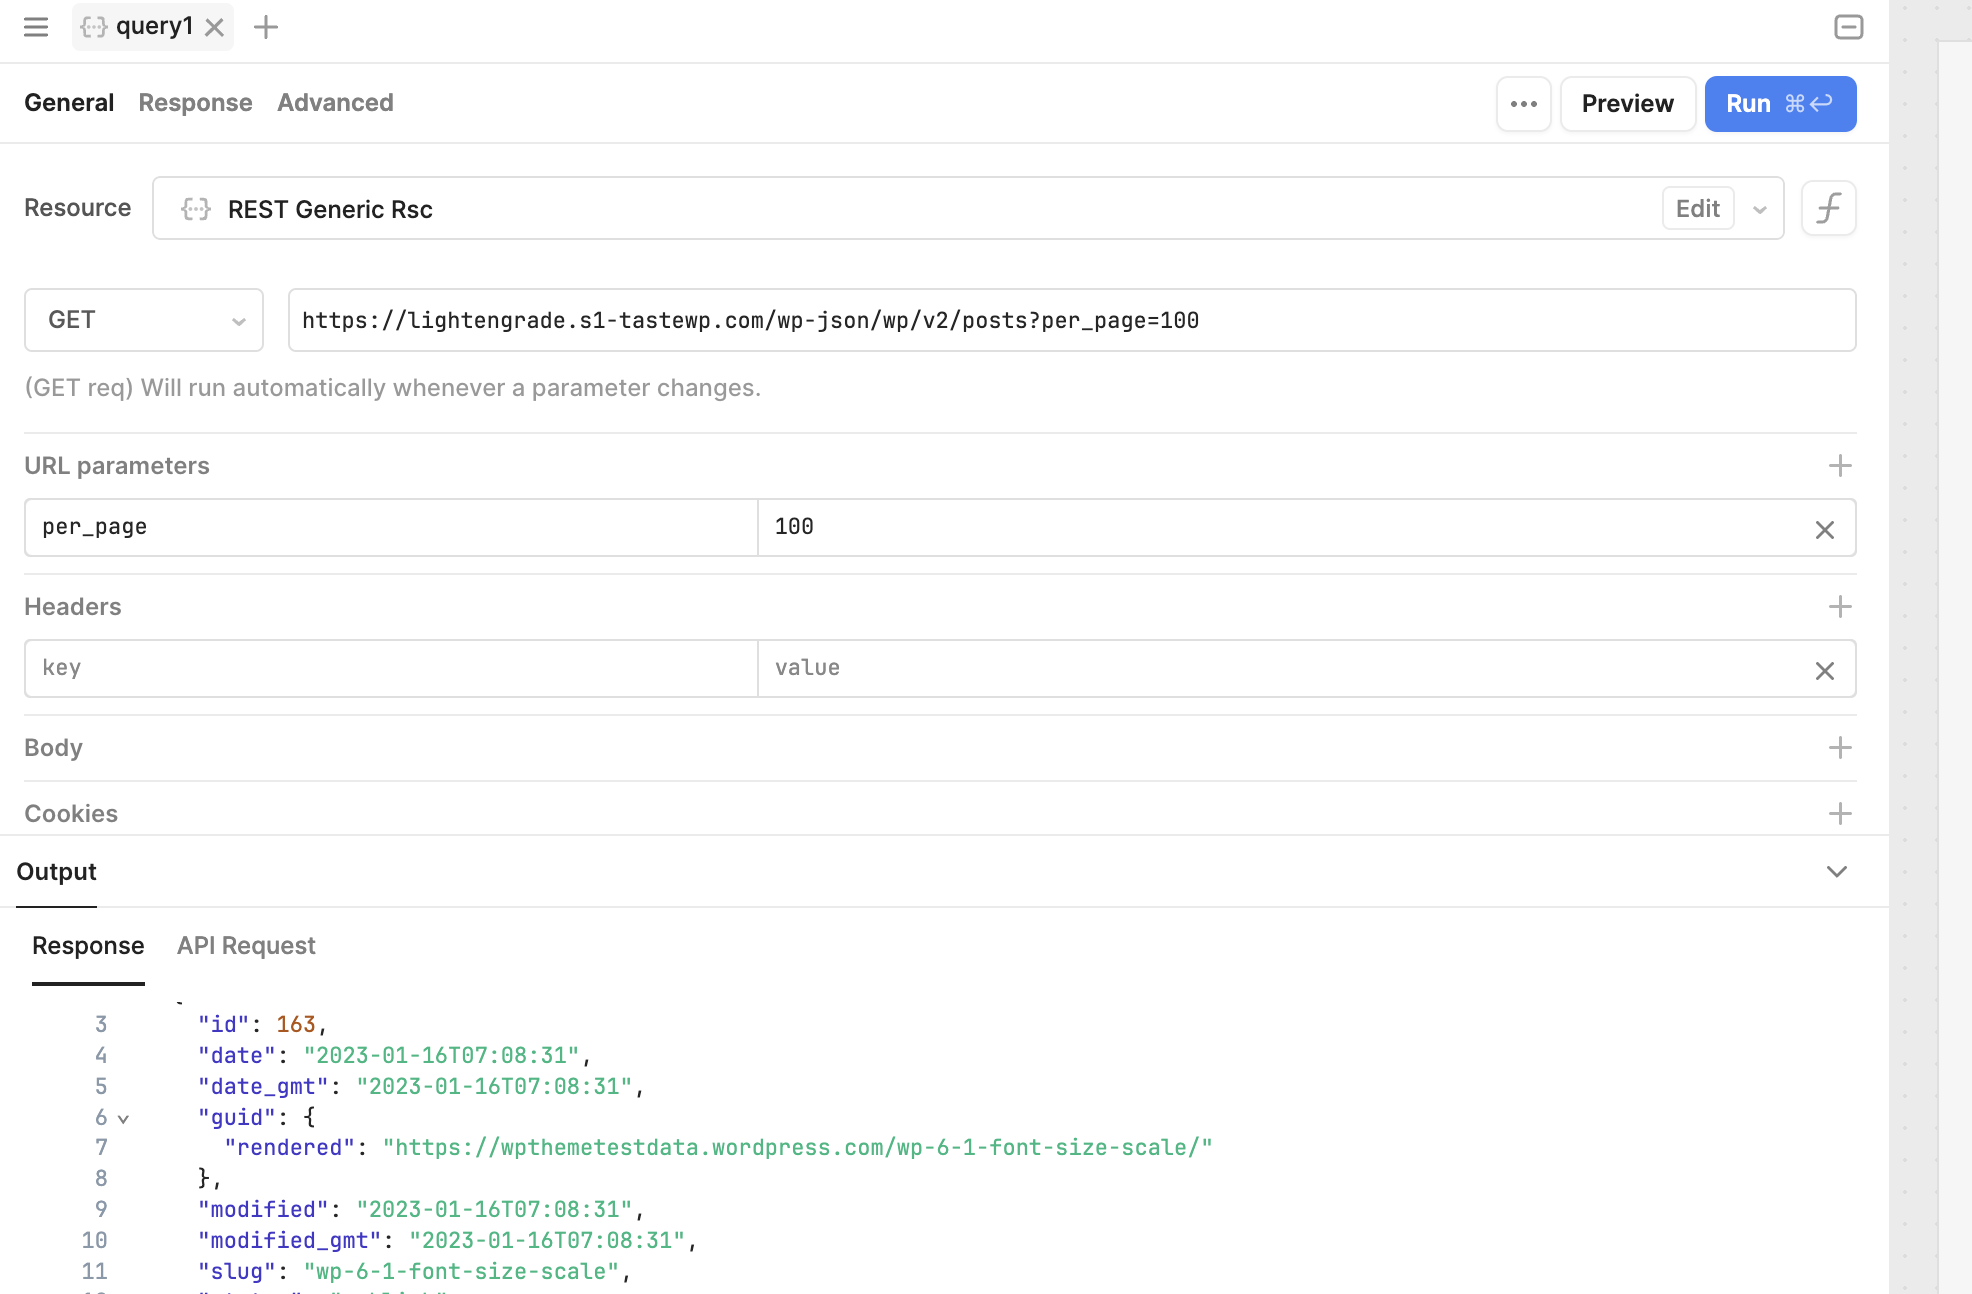 query1
General Response Advanced
Preview
Run ⌘↩
Resource
REST Generic Rsc
Edit
GET
https://lightengrade.s1-tastewp.com/wp-json/wp/v2/posts?per_page=100
(GET req) Will run automatically whenever a parameter changes.
URL parameters
per_page 100
Headers
key value
Body
Cookies
Output
Response API Request
3 "id": 163,
4 "date": "2023-01-16T07:08:31",
5 "date_gmt": "2023-01-16T07:08:31",
6 "guid": {
7 "rendered": "https://wpthemetestdata.wordpress.com/wp-6-1-font-size-scale/"
8 },
9 "modified": "2023-01-16T07:08:31",
10 "modified_gmt": "2023-01-16T07:08:31",
11 "slug": "wp-6-1-font-size-scale",